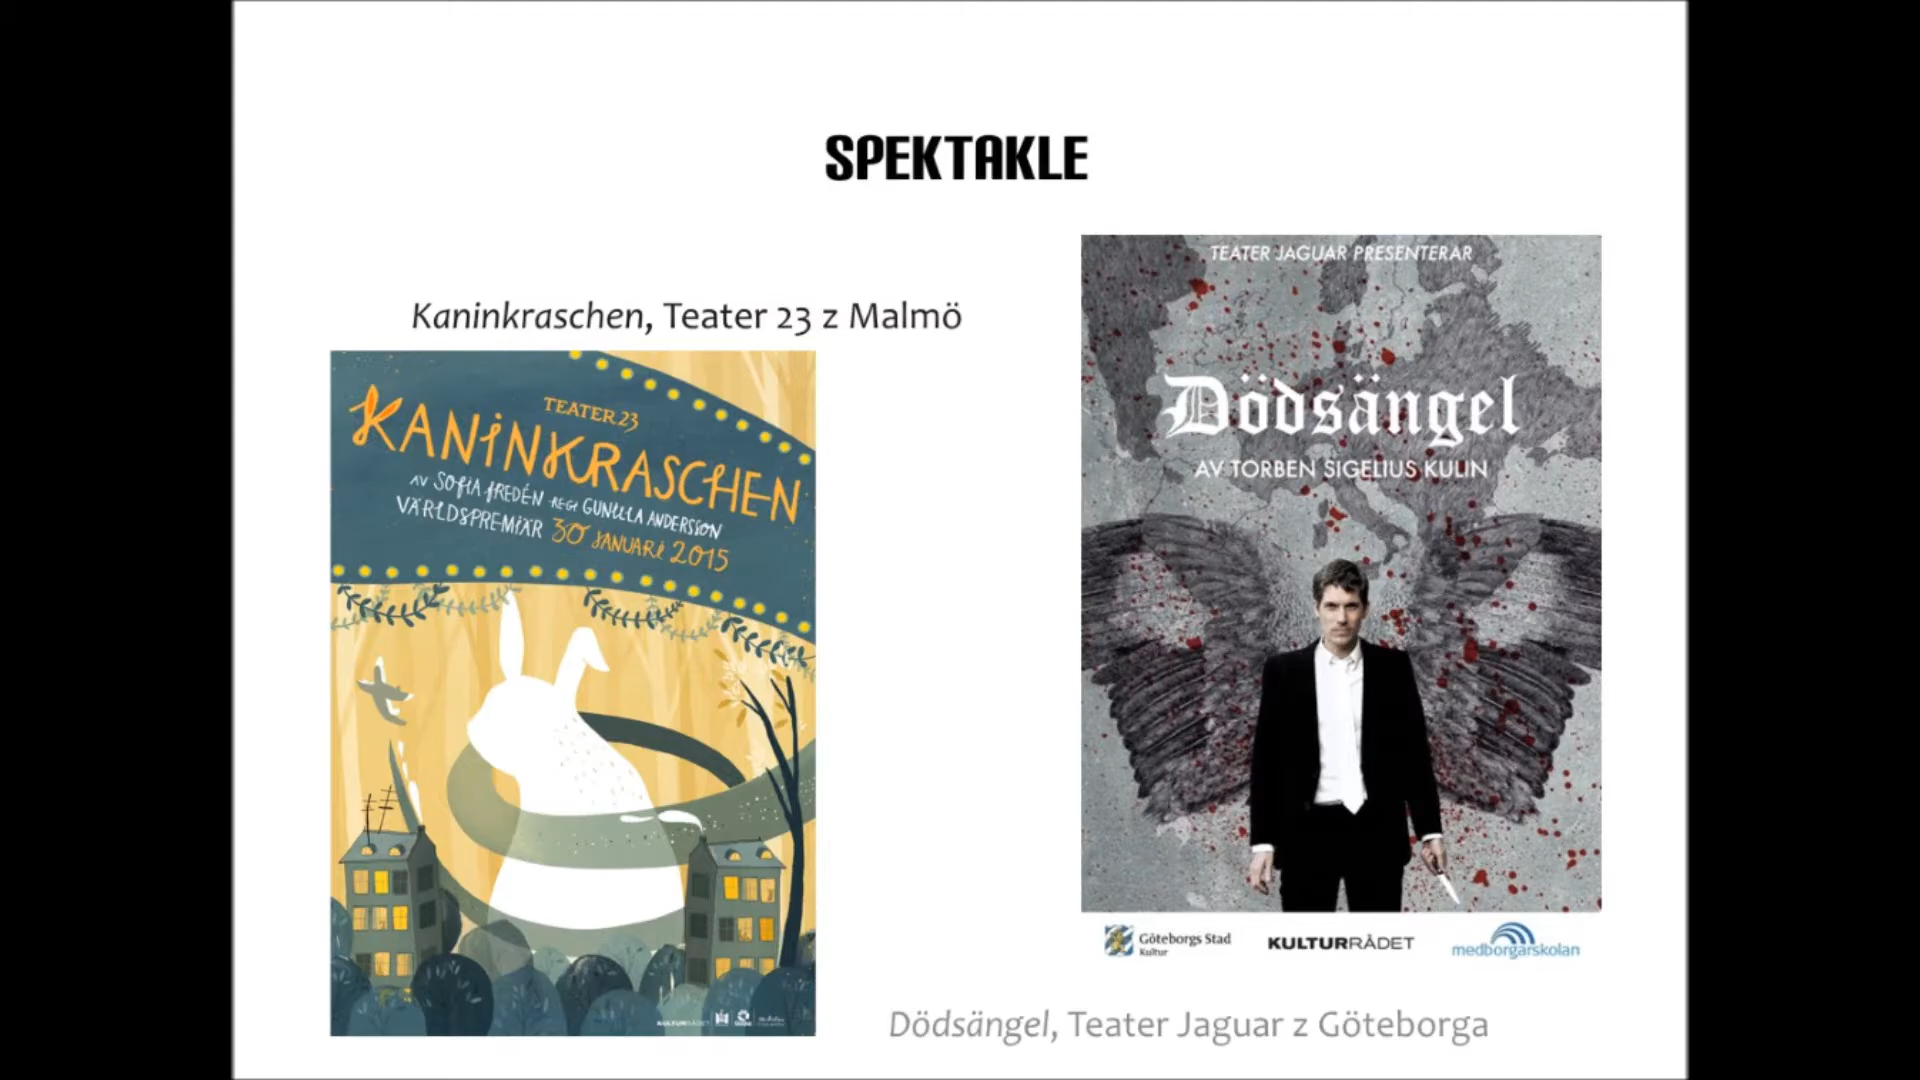 SPEKTAKLE
Kaninkraschen, Teater 23 z Malmö
TEATER 23
KANINKRASCHEN
AV SOFIA FREDÉN REGI GUNILLA ANDERSSON
VÄRLDSPREMIÄR 30 JANUARI 2015
KULTURRÅDET
TEATER JAGUAR PRESENTERAR
Dödsängel
AV TORBEN SIGELIUS KULIN
Göteborgs Stad
Kultur
KULTURRÅDET
medborgarskolan
Dödsängel, Teater Jaguar z Göteborga